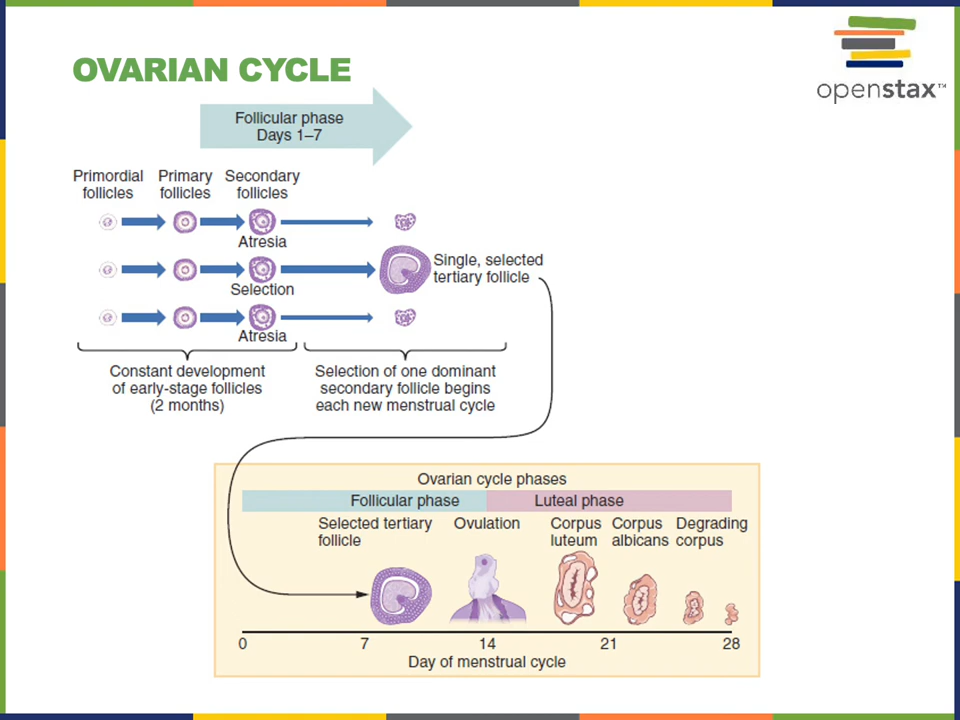 OVARIAN CYCLE
openstax™
Follicular phase
Days 1–7
Primordial
follicles
Primary
follicles
Secondary
follicles
Atresia
Selection
Atresia
Single, selected
tertiary follicle
Constant development
of early-stage follicles
(2 months)
Selection of one dominant
secondary follicle begins
each new menstrual cycle
Ovarian cycle phases
Follicular phase
Luteal phase
Selected tertiary
follicle
Ovulation
Corpus
luteum
Corpus
albicans
Degrading
corpus
0 7 14 21 28
Day of menstrual cycle